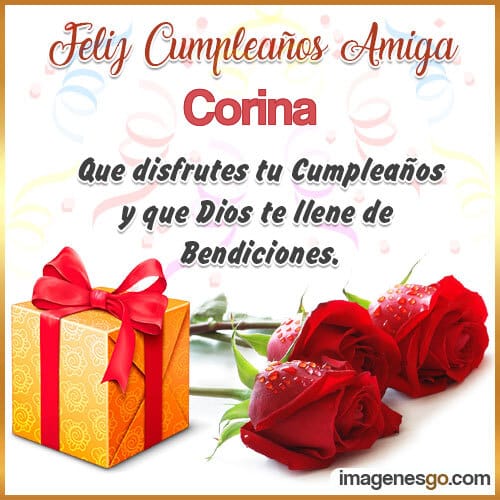 Feliz Cumpleaños Amiga
Corina
Que disfrutes tu Cumpleaños
y que Dios te llene de
Bendiciones.
imagenesgo.com